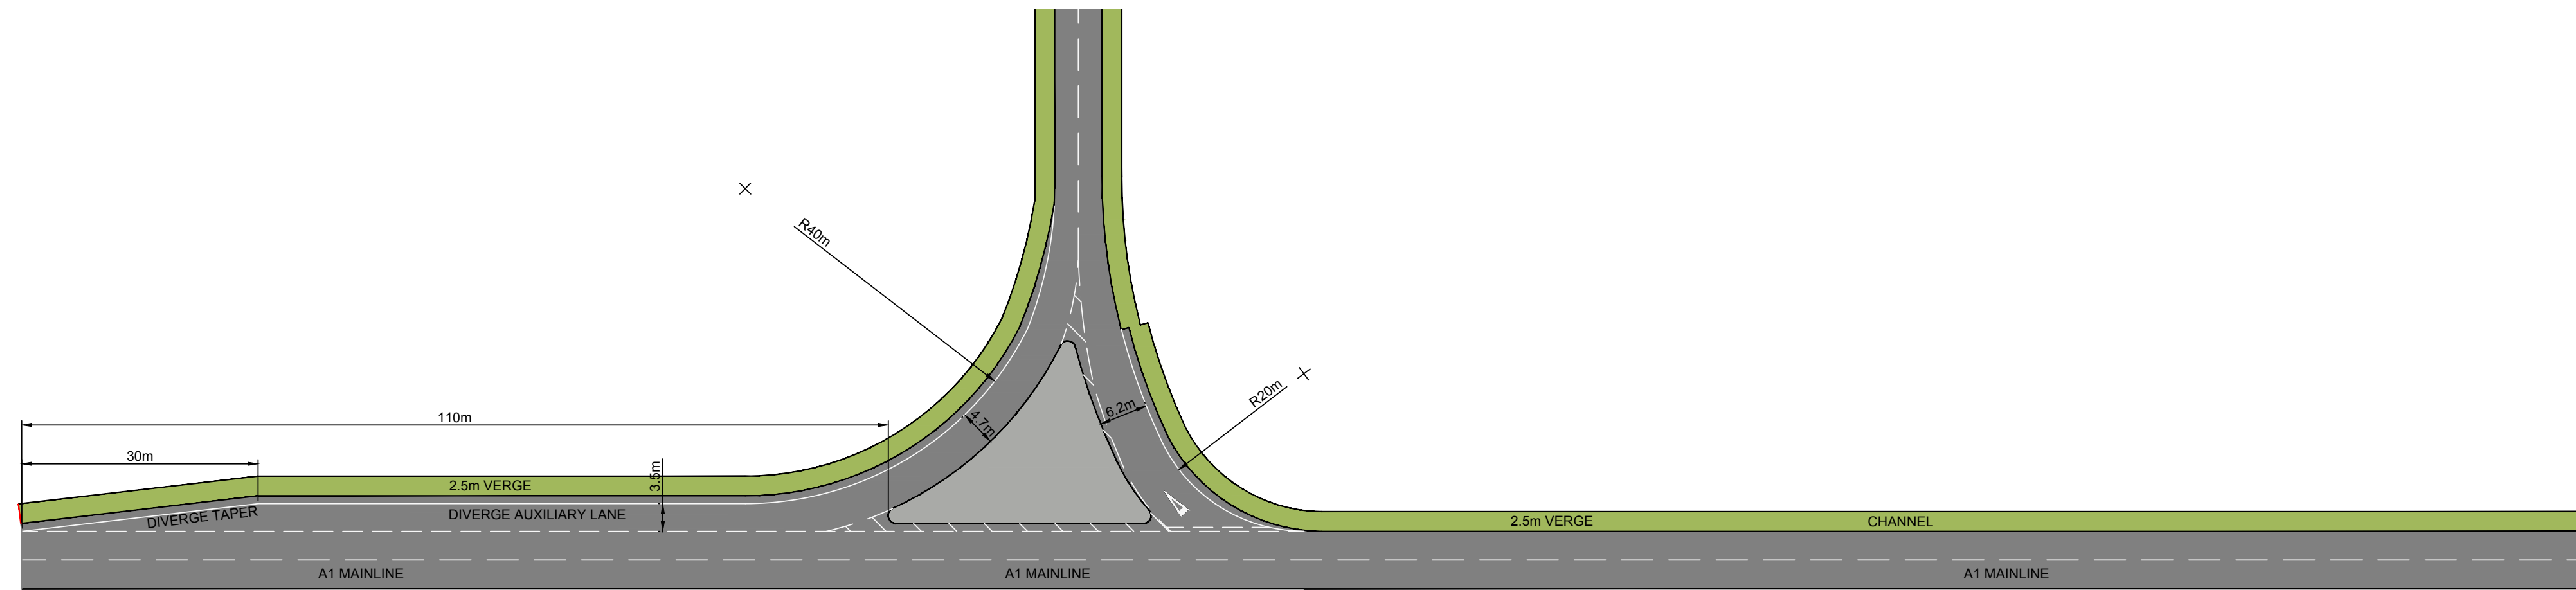 R40m
R20m
110m
4.7m
6.2m
30m
3.5m
2.5m VERGE
DIVERGE TAPER
DIVERGE AUXILIARY LANE
2.5m VERGE
CHANNEL
A1 MAINLINE
A1 MAINLINE
A1 MAINLINE